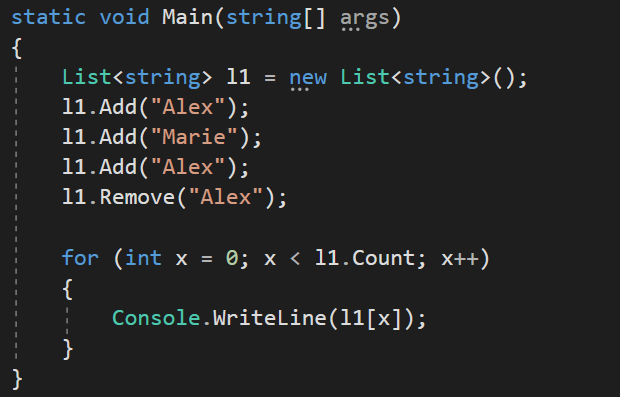 static void Main(string[] args)
{
    List<string> l1 = new List<string>();
    l1.Add("Alex");
    l1.Add("Marie");
    l1.Add("Alex");
    l1.Remove("Alex");

    for (int x = 0; x < l1.Count; x++)
    {
        Console.WriteLine(l1[x]);
    }
}